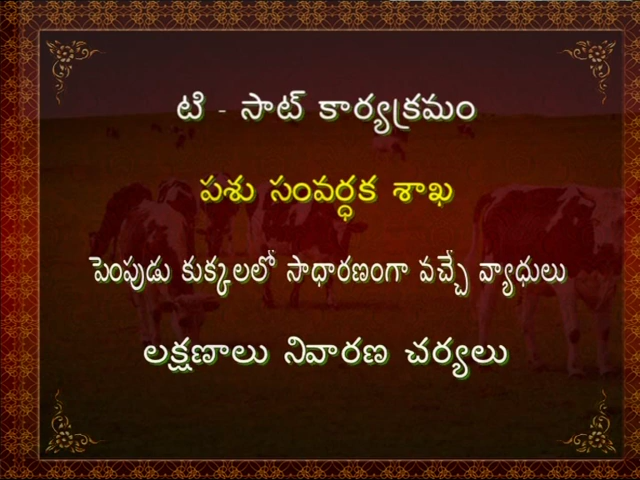 టి - సాట్ కార్యక్రమం
పశు సంవర్ధక శాఖ
పెంపుడు కుక్కలలో సాధారణంగా వచ్చే వ్యాధులు
లక్షణాలు నివారణ చర్యలు